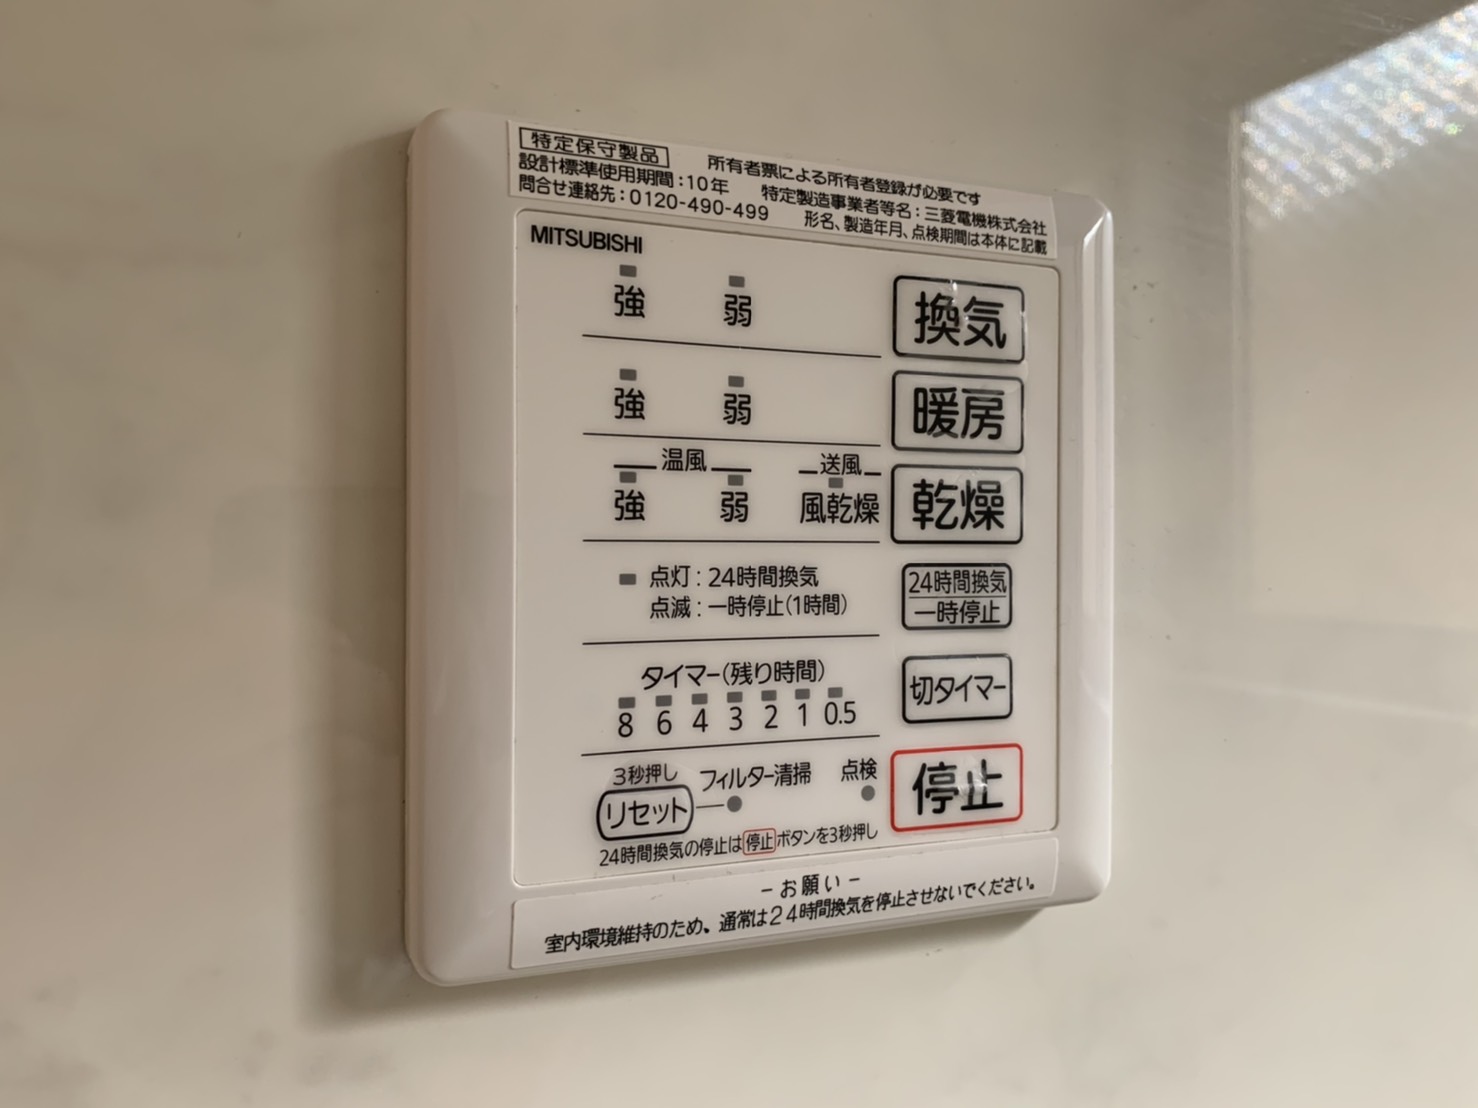 特定保守製品 所有者票による所有者登録が必要です
設計標準使用期間：10年 特定製造事業者等名：三菱電機株式会社
問合せ連絡先：0120-490-499 形名、製造年月、点検期間は本体に記載
MITSUBISHI
強 弱 換気
強 弱 暖房
温風 送風
強 弱 風乾燥 乾燥
点灯：24時間換気
点滅：一時停止(1時間)
24時間換気
一時停止
タイマー(残り時間)
8 6 4 3 2 1 0.5
切タイマー
3秒押し フィルター清掃 点検
リセット
停止
24時間換気の停止は停止ボタンを3秒押し
－お願い－
室内環境維持のため、通常は24時間換気を停止させないでください。